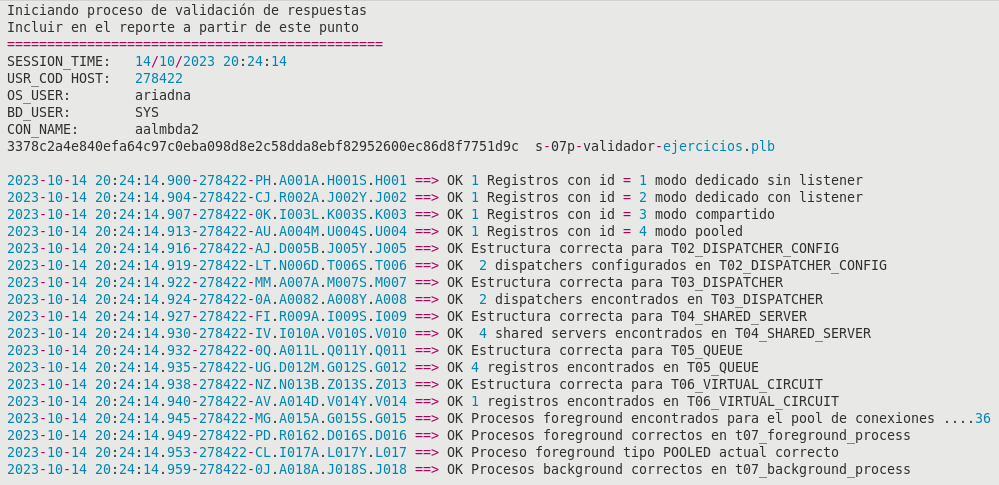 Iniciando proceso de validación de respuestas
Incluir en el reporte a partir de este punto
===============================================
SESSION_TIME:   14/10/2023 20:24:14
USR_COD HOST:   278422
OS_USER:        ariadna
BD_USER:        SYS
CON_NAME:       aalmbda2
3378c2a4e840efa64c97c0eba098d8e2c58dda8ebf82952600ec86d8f7751d9c  s-07p-validador-ejercicios.plb
2023-10-14 20:24:14.900-278422-PH.A001A.H001S.H001 ==> OK 1 Registros con id = 1 modo dedicado sin listener
2023-10-14 20:24:14.904-278422-CJ.R002A.J002Y.J002 ==> OK 1 Registros con id = 2 modo dedicado con listener
2023-10-14 20:24:14.907-278422-0K.I003L.K003S.K003 ==> OK 1 Registros con id = 3 modo compartido
2023-10-14 20:24:14.913-278422-AU.A004M.U004S.U004 ==> OK 1 Registros con id = 4 modo pooled
2023-10-14 20:24:14.916-278422-AJ.D005B.J005Y.J005 ==> OK Estructura correcta para T02_DISPATCHER_CONFIG
2023-10-14 20:24:14.919-278422-LT.N006D.T006S.T006 ==> OK  2 dispatchers configurados en T02_DISPATCHER_CONFIG
2023-10-14 20:24:14.922-278422-MM.A007A.M007S.M007 ==> OK Estructura correcta para T03_DISPATCHER
2023-10-14 20:24:14.924-278422-0A.A0082.A008Y.A008 ==> OK  2 dispatchers encontrados en T03_DISPATCHER
2023-10-14 20:24:14.927-278422-FI.R009A.I009S.I009 ==> OK Estructura correcta para T04_SHARED_SERVER
2023-10-14 20:24:14.930-278422-IV.I010A.V010S.V010 ==> OK  4 shared servers encontrados en T04_SHARED_SERVER
2023-10-14 20:24:14.932-278422-0Q.A011L.Q011Y.Q011 ==> OK Estructura correcta para T05_QUEUE
2023-10-14 20:24:14.935-278422-UG.D012M.G012S.G012 ==> OK 4 registros encontrados en T05_QUEUE
2023-10-14 20:24:14.938-278422-NZ.N013B.Z013S.Z013 ==> OK Estructura correcta para T06_VIRTUAL_CIRCUIT
2023-10-14 20:24:14.940-278422-AV.A014D.V014Y.V014 ==> OK 1 registros encontrados en T06_VIRTUAL_CIRCUIT
2023-10-14 20:24:14.945-278422-MG.A015A.G015S.G015 ==> OK Procesos foreground encontrados para el pool de conexiones ....36
2023-10-14 20:24:14.949-278422-PD.R0162.D016S.D016 ==> OK Procesos foreground correctos en t07_foreground_process
2023-10-14 20:24:14.953-278422-CL.I017A.L017Y.L017 ==> OK Proceso foreground tipo POOLED actual correcto
2023-10-14 20:24:14.959-278422-0J.A018A.J018S.J018 ==> OK Procesos background correctos en t07_background_process